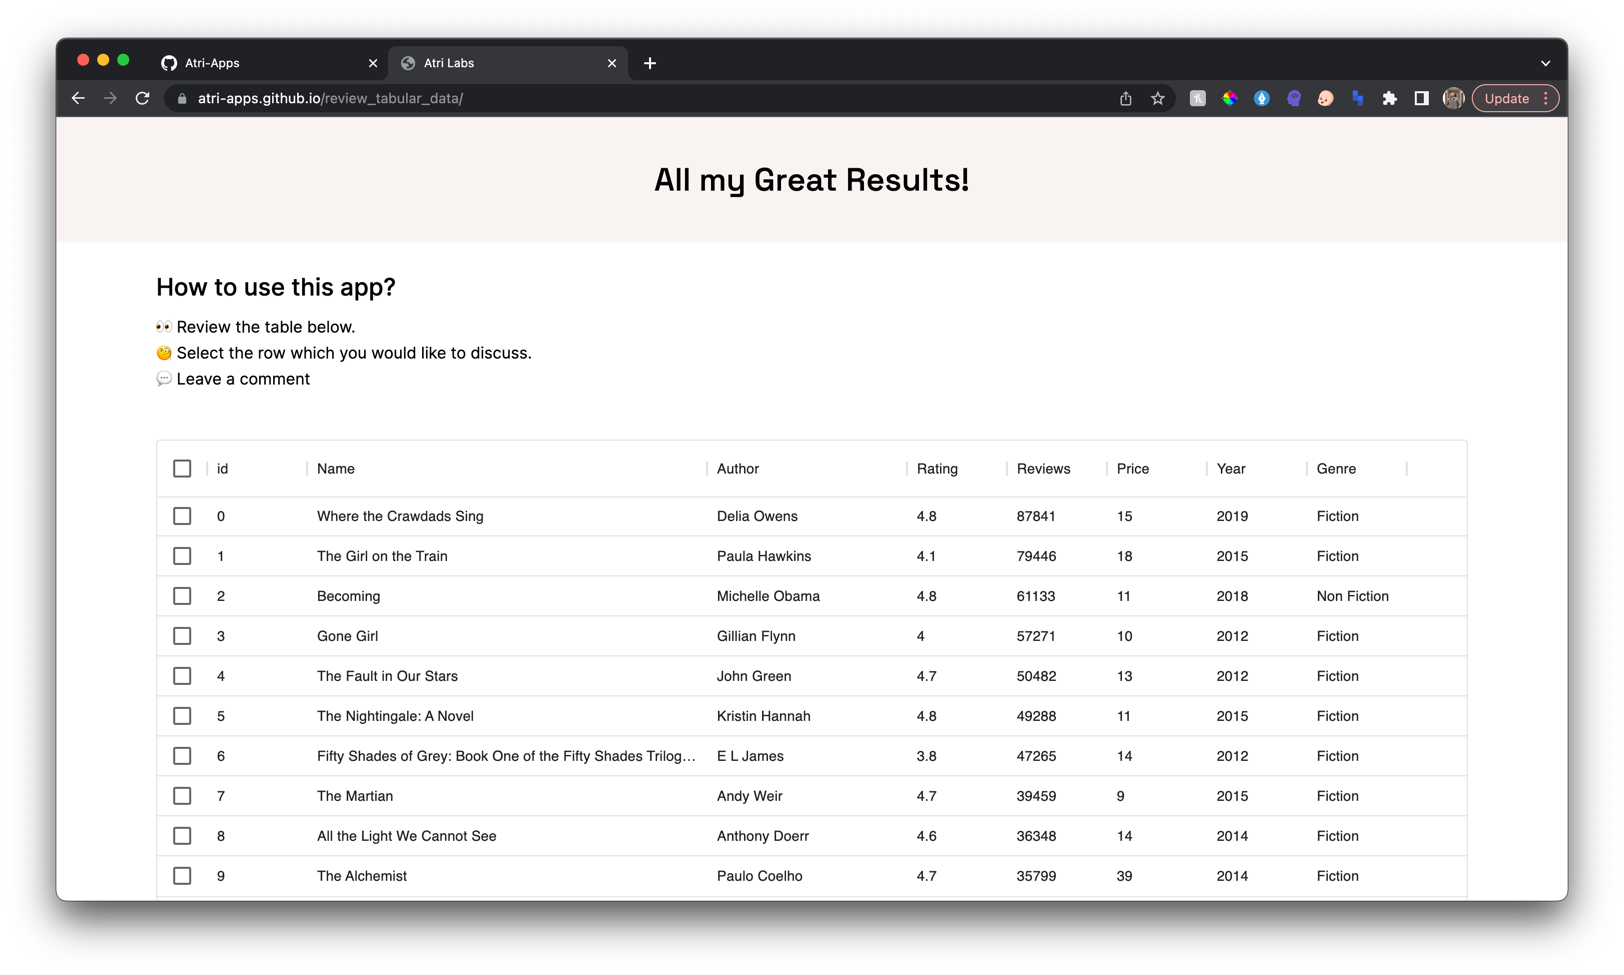 Atri-Apps
Atri Labs
atri-apps.github.io/review_tabular_data/
Update
All my Great Results!
How to use this app?
👀 Review the table below.
🧐 Select the row which you would like to discuss.
💬 Leave a comment
id Name Author Rating Reviews Price Year Genre
0 Where the Crawdads Sing Delia Owens 4.8 87841 15 2019 Fiction
1 The Girl on the Train Paula Hawkins 4.1 79446 18 2015 Fiction
2 Becoming Michelle Obama 4.8 61133 11 2018 Non Fiction
3 Gone Girl Gillian Flynn 4 57271 10 2012 Fiction
4 The Fault in Our Stars John Green 4.7 50482 13 2012 Fiction
5 The Nightingale: A Novel Kristin Hannah 4.8 49288 11 2015 Fiction
6 Fifty Shades of Grey: Book One of the Fifty Shades Trilog... E L James 3.8 47265 14 2012 Fiction
7 The Martian Andy Weir 4.7 39459 9 2015 Fiction
8 All the Light We Cannot See Anthony Doerr 4.6 36348 14 2014 Fiction
9 The Alchemist Paulo Coelho 4.7 35799 39 2014 Fiction